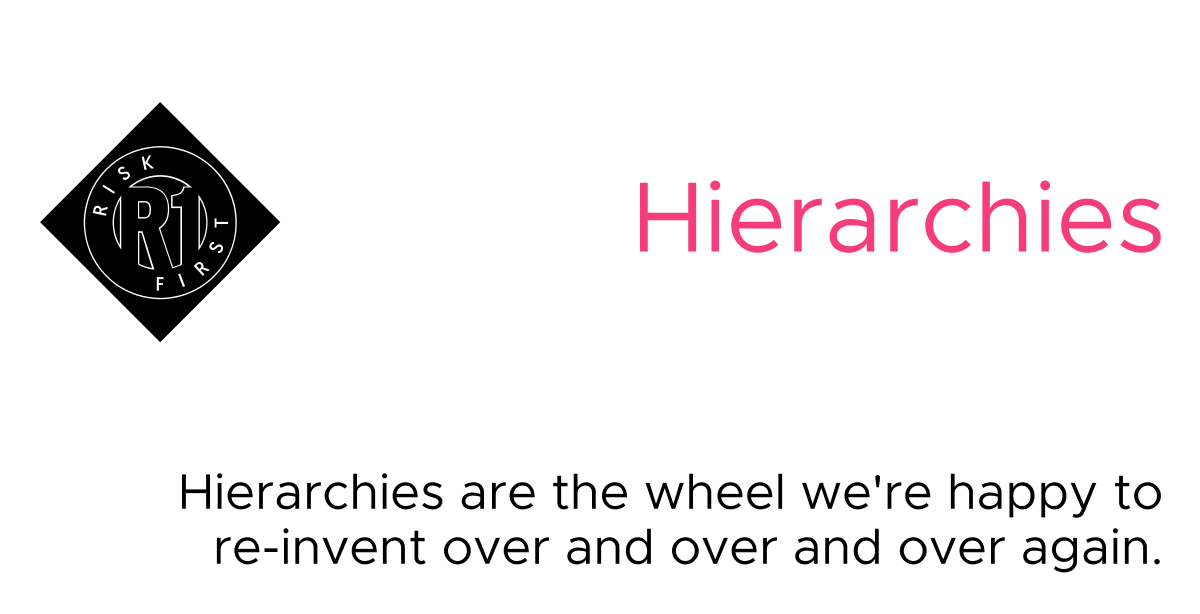 RISK
R1
FIRST
Hierarchies
Hierarchies are the wheel we're happy to
re-invent over and over and over again.